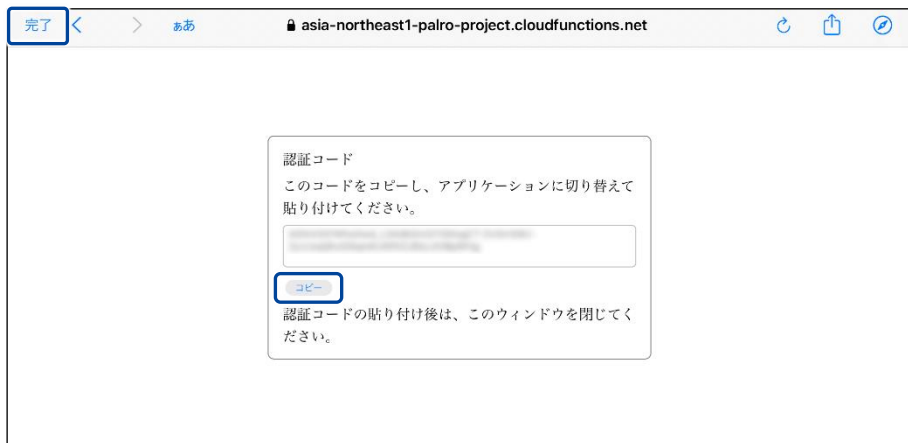 完了 ぁあ asia-northeast1-palro-project.cloudfunctions.net
認証コード
このコードをコピーし、アプリケーションに切り替えて
貼り付けてください。
コピー
認証コードの貼り付け後は、このウィンドウを閉じてく
ださい。